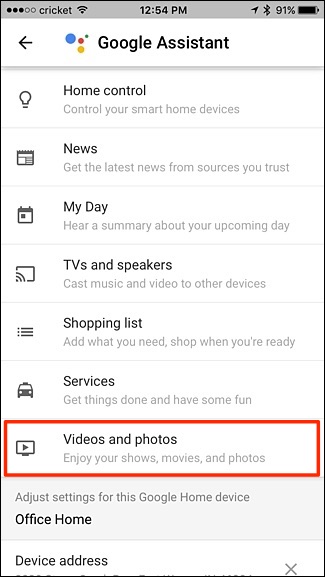 cricket 12:54 PM 91%
Google Assistant
Home control
Control your smart home devices
News
Get the latest news from sources you trust
My Day
Hear a summary about your upcoming day
TVs and speakers
Cast music and video to other devices
Shopping list
Add what you need, shop when you're ready
Services
Get things done and have some fun
Videos and photos
Enjoy your shows, movies, and photos
Adjust settings for this Google Home device
Office Home
Device address